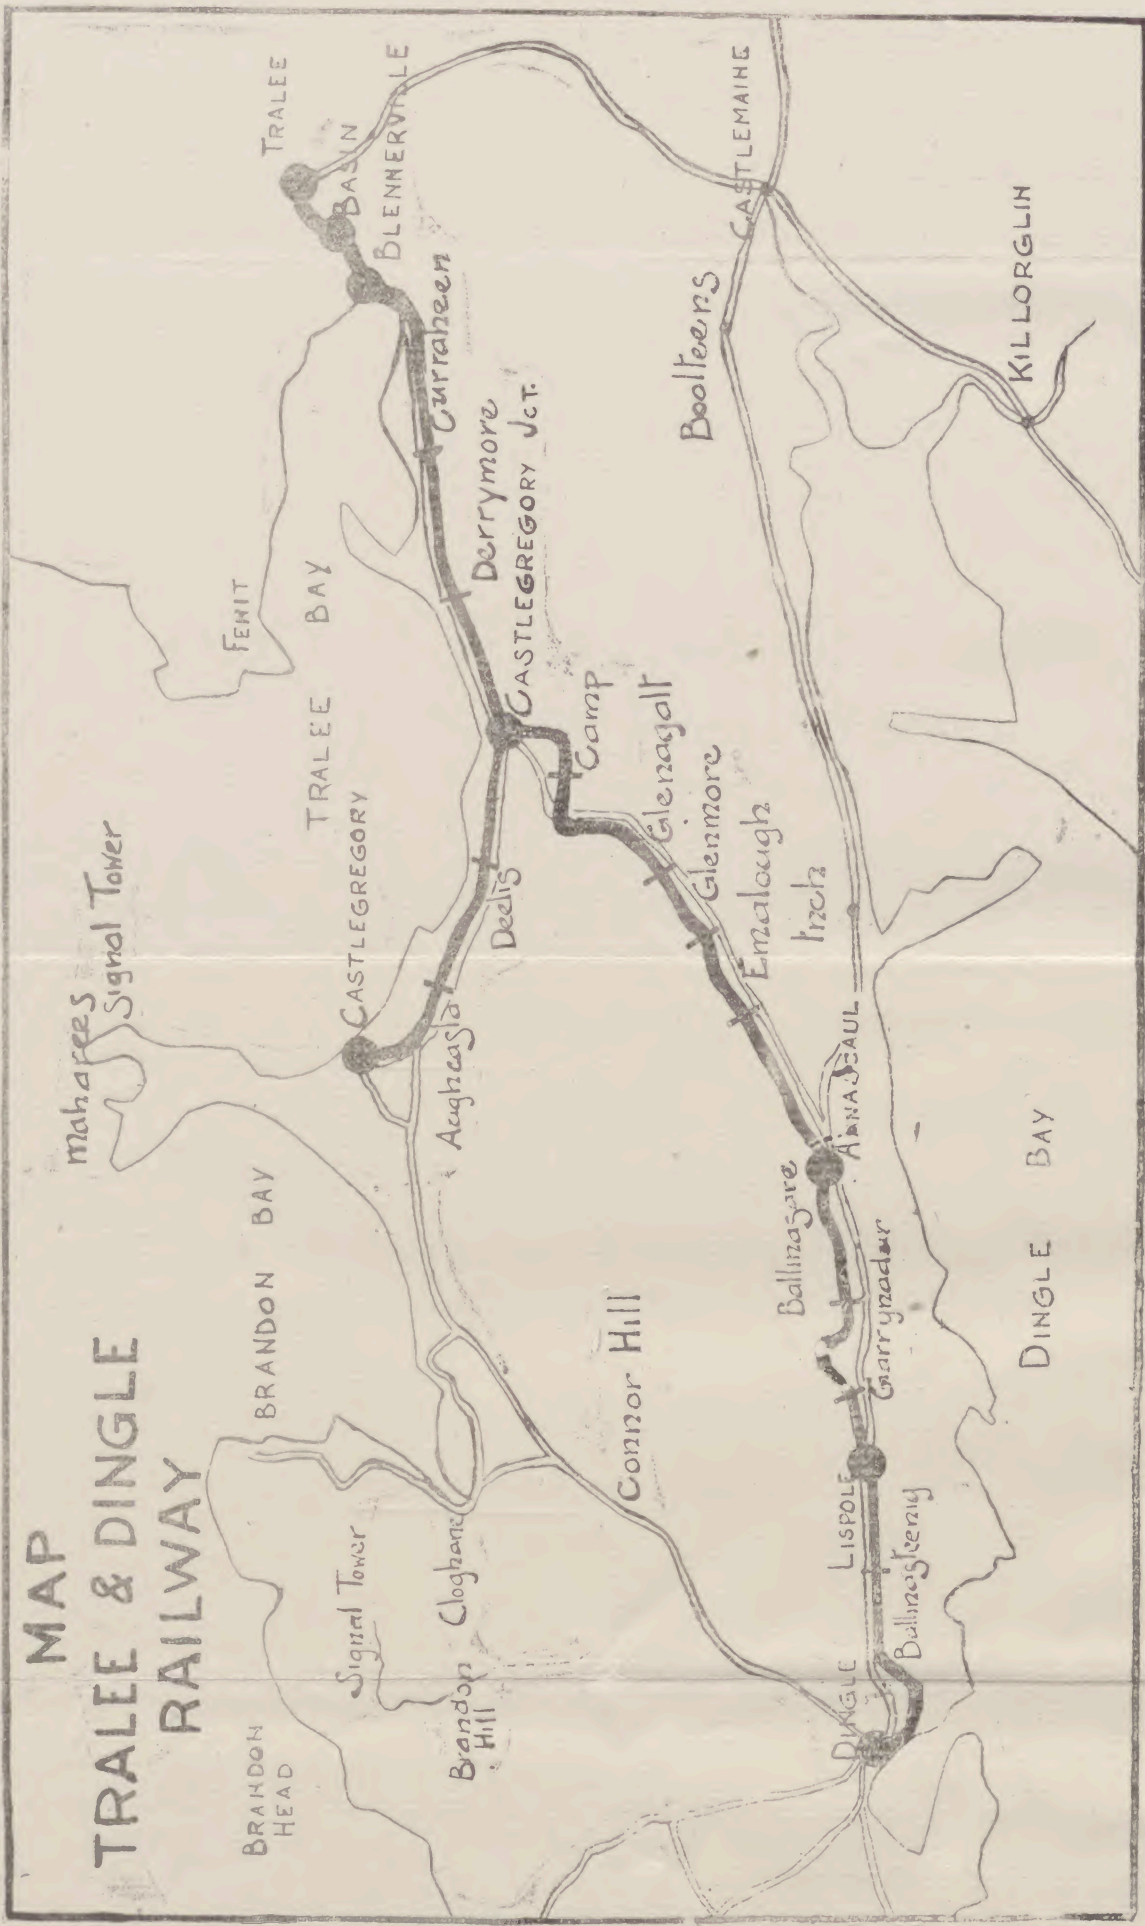 MAP
TRALEE & DINGLE
RAILWAY
BRANDON
HEAD
Signal Tower
Brandon
Hill
Cloghane
BRANDON BAY
Maharees
Signal Tower
CASTLEGREGORY
TRALEE BAY
FENIT
TRALEE
BASIN
BLENNERVILLE
Curraheen
Derrymore
CASTLEGREGORY JCT.
Deelis
Aughcasla
Camp
Glenagalt
Glenmore
Emalough
Inch
Boolteens
CASTLEMAINE
KILLORGLIN
Connor Hill
DINGLE
LISPOLE
Ballinasteenig
Ballinasare
Garrynadur
DINGLE BAY